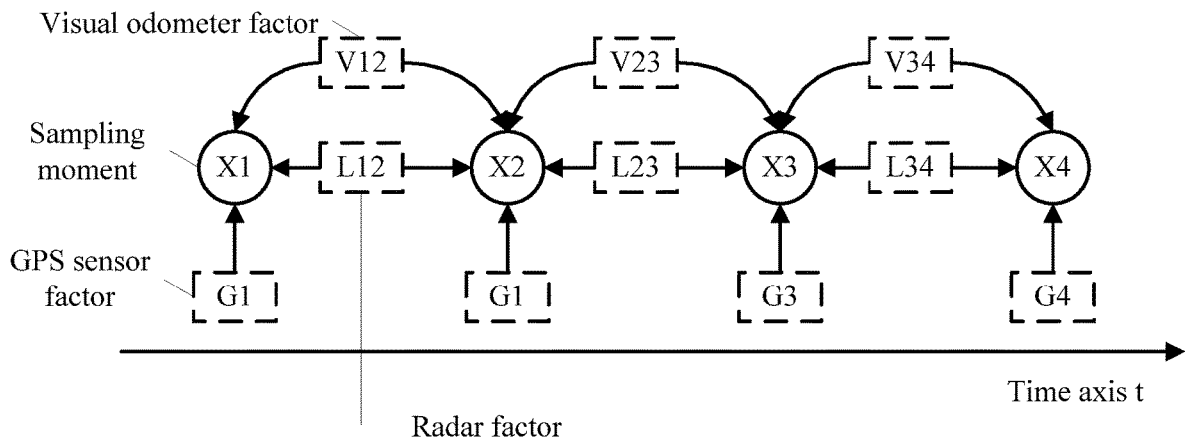 Visual odometer factor
V12 V23 V34
Sampling
moment
X1 L12 X2 L23 X3 L34 X4
GPS sensor
factor
G1 G1 G3 G4
Time axis t
Radar factor